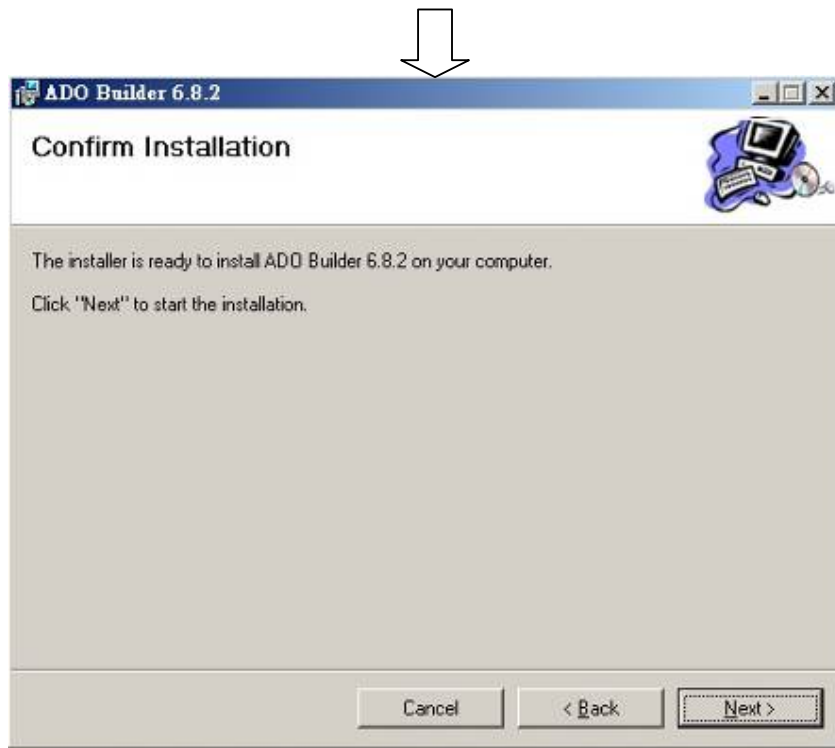 ADO Builder 6.8.2
Confirm Installation
The installer is ready to install ADO Builder 6.8.2 on your computer.
Click "Next" to start the installation.
Cancel
< Back
Next >